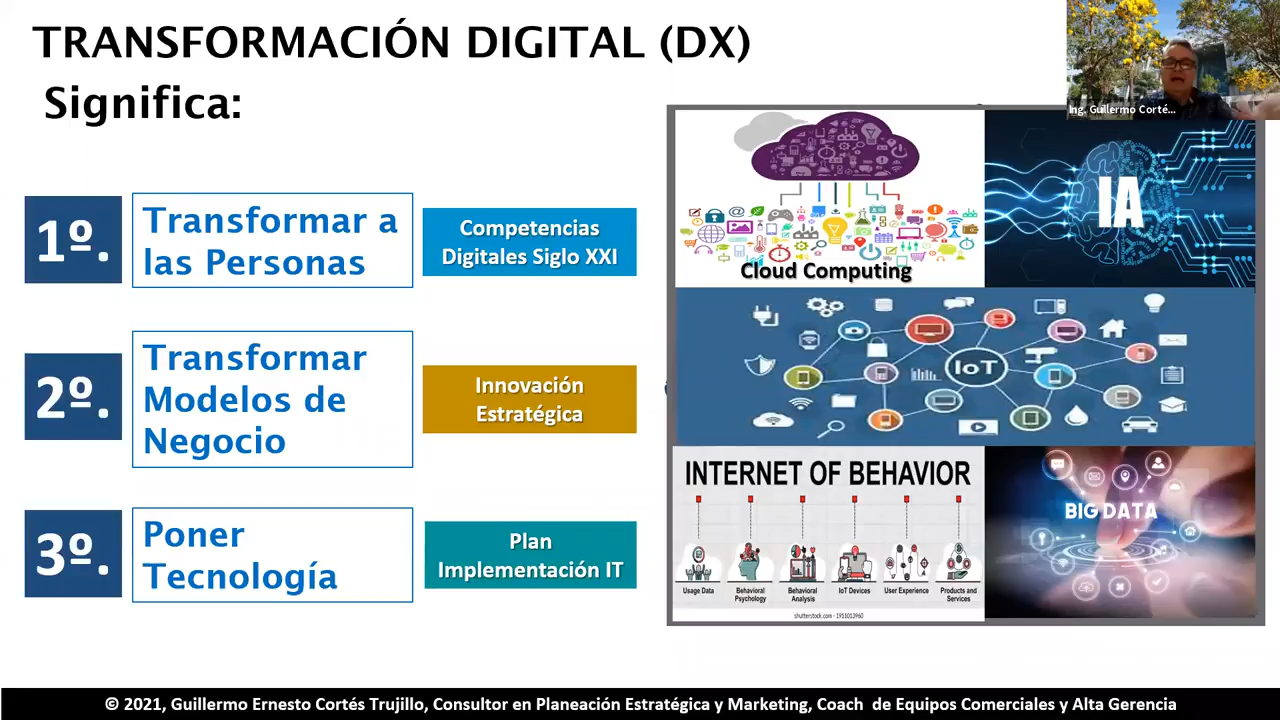 TRANSFORMACIÓN DIGITAL (DX)
Significa:
Ing. Guillermo Corté...
1º.
Transformar a
las Personas
Competencias
Digitales Siglo XXI
2º.
Transformar
Modelos de
Negocio
Innovación
Estratégica
3º.
Poner
Tecnología
Plan
Implementación IT
Cloud Computing
IA
IoT
INTERNET OF BEHAVIOR
Usage Data
Behavioral
Psychology
Behavioral
Analysis
IoT Devices
User Experience
Products and
Services
shutterstock.com · 1913013960
BIG DATA
© 2021, Guillermo Ernesto Cortés Trujillo, Consultor en Planeación Estratégica y Marketing, Coach de Equipos Comerciales y Alta Gerencia